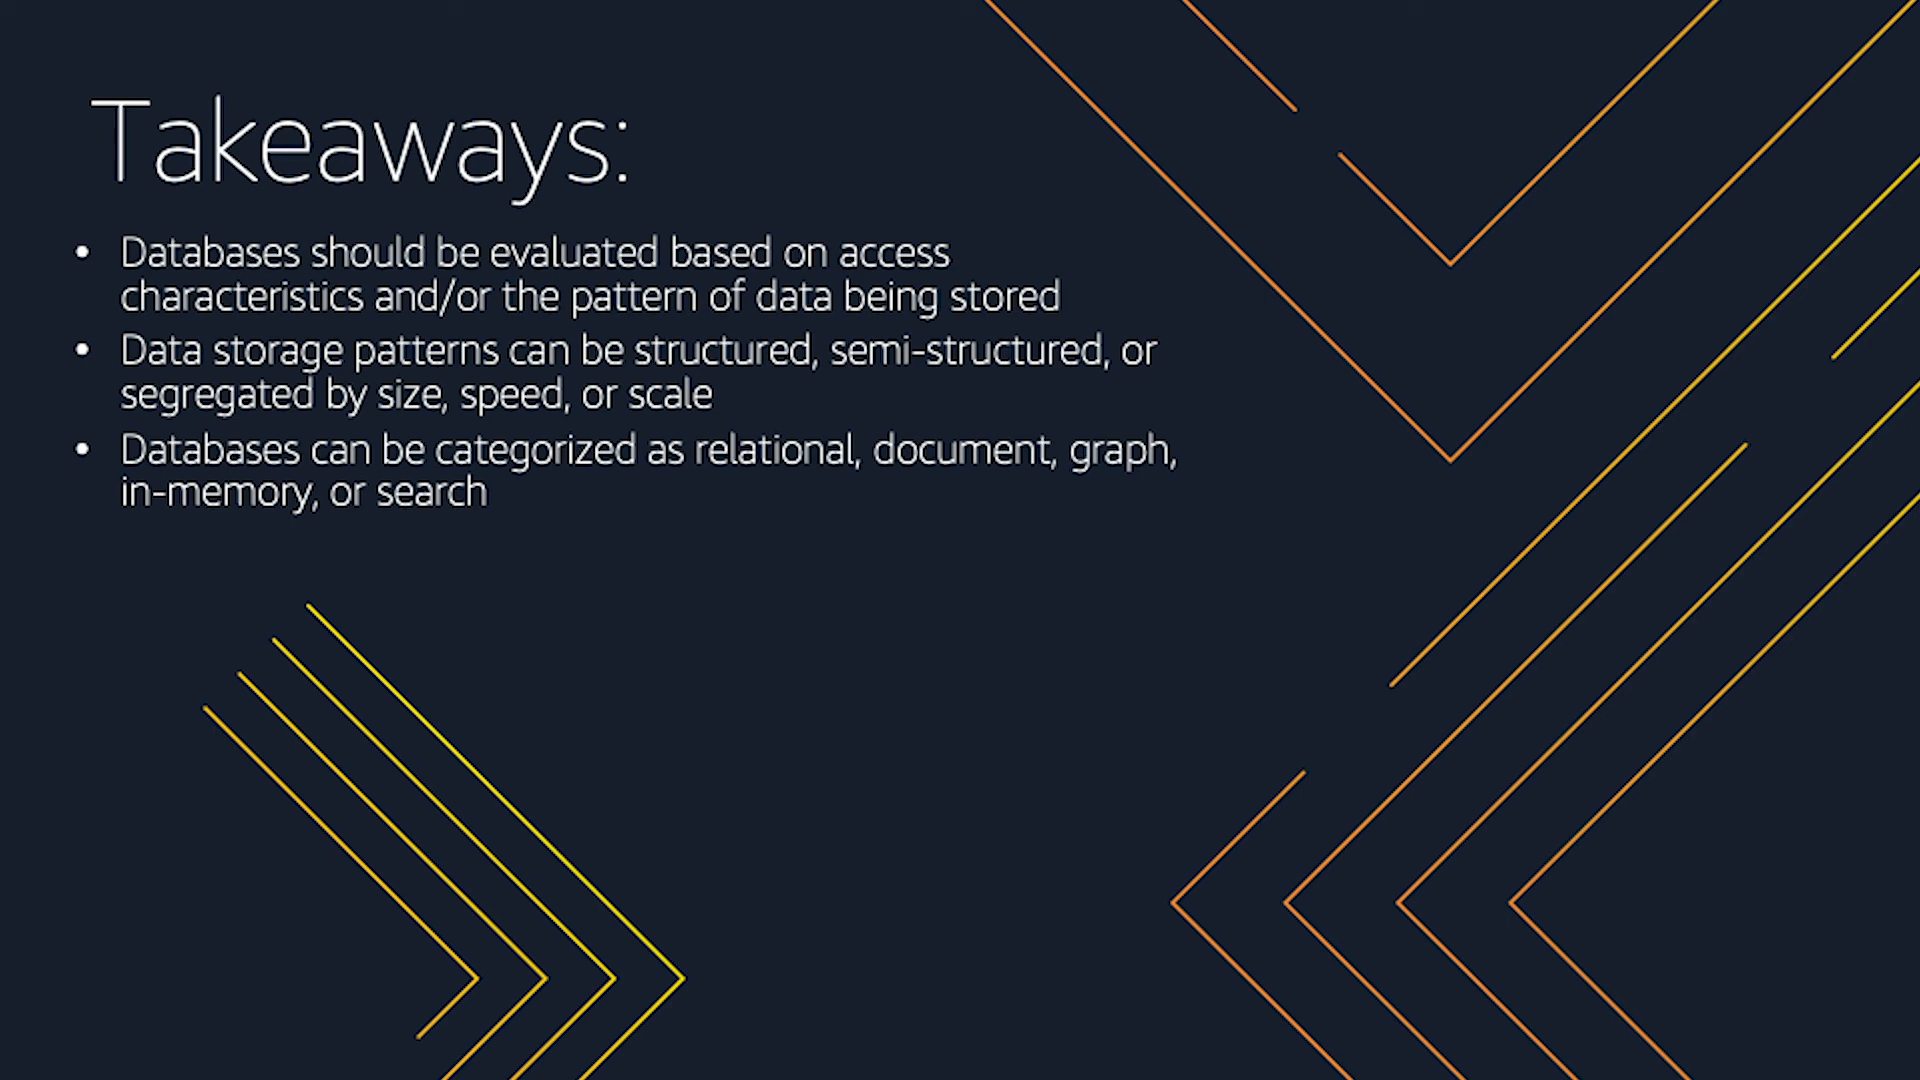 Takeaways:
• Databases should be evaluated based on access
characteristics and/or the pattern of data being stored
• Data storage patterns can be structured, semi-structured, or
segregated by size, speed, or scale
• Databases can be categorized as relational, document, graph,
in-memory, or search